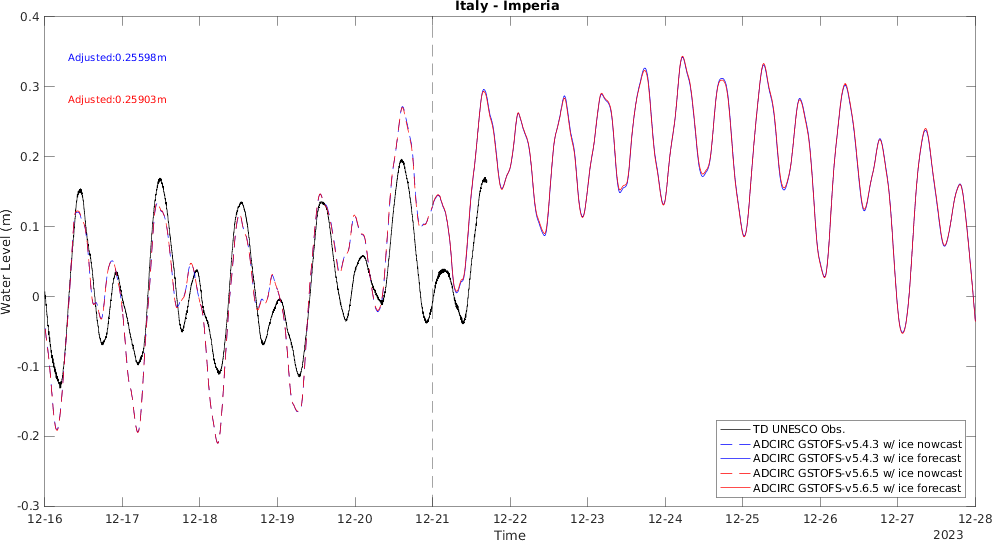 Italy - Imperia
Adjusted:0.25598m
Adjusted:0.25903m
Water Level (m)
0.4
0.3
0.2
0.1
0
-0.1
-0.2
-0.3
TD UNESCO Obs.
ADCIRC GSTOFS-v5.4.3 w/ ice nowcast
ADCIRC GSTOFS-v5.4.3 w/ ice forecast
ADCIRC GSTOFS-v5.6.5 w/ ice nowcast
ADCIRC GSTOFS-v5.6.5 w/ ice forecast
12-16 12-17 12-18 12-19 12-20 12-21 12-22 12-23 12-24 12-25 12-26 12-27 12-28
Time
2023